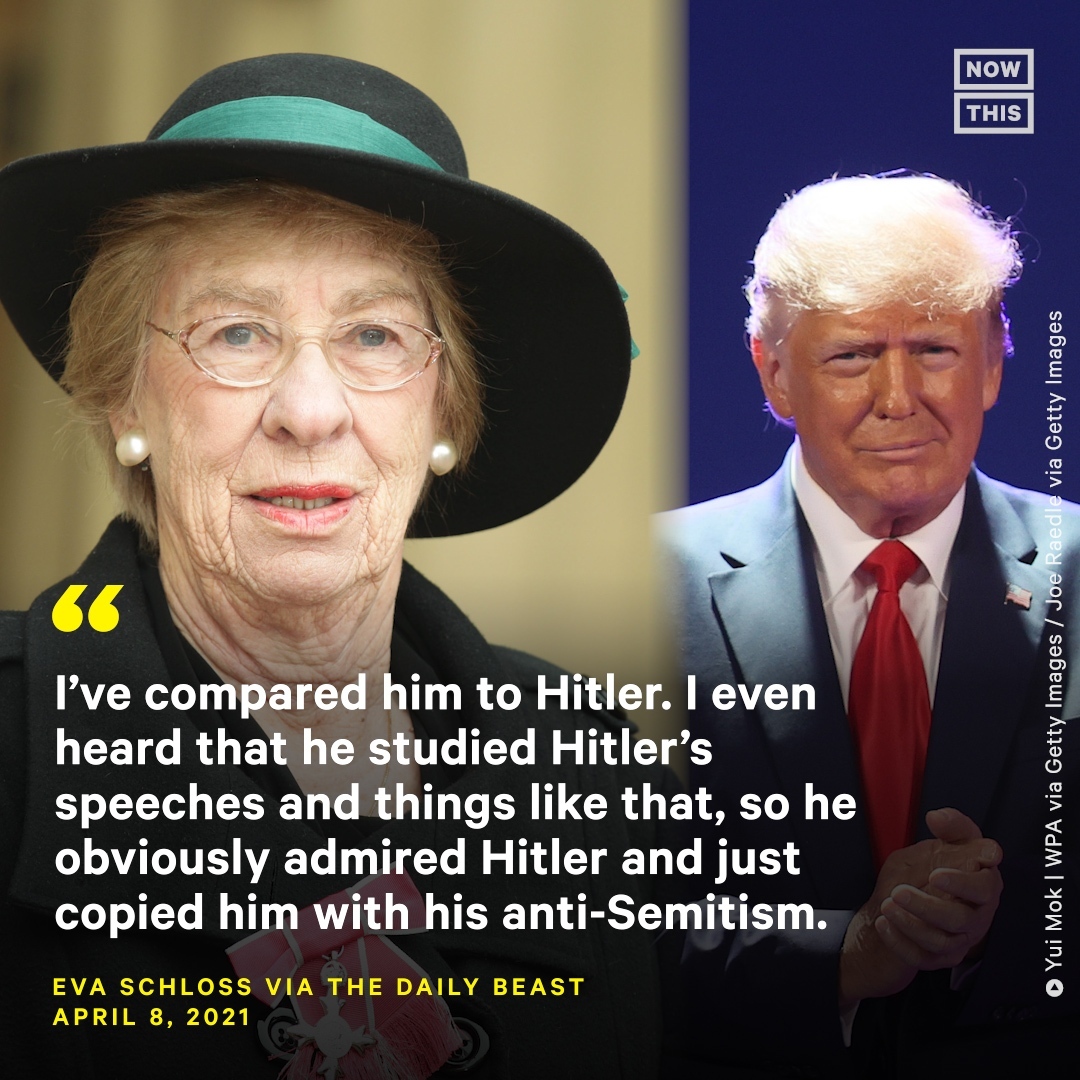 NOW
THIS
“
I’ve compared him to Hitler. I even
heard that he studied Hitler’s
speeches and things like that, so he
obviously admired Hitler and just
copied him with his anti-Semitism.
EVA SCHLOSS VIA THE DAILY BEAST
APRIL 8, 2021
Yui Mok | WPA via Getty Images / Joe Raedle via Getty Images